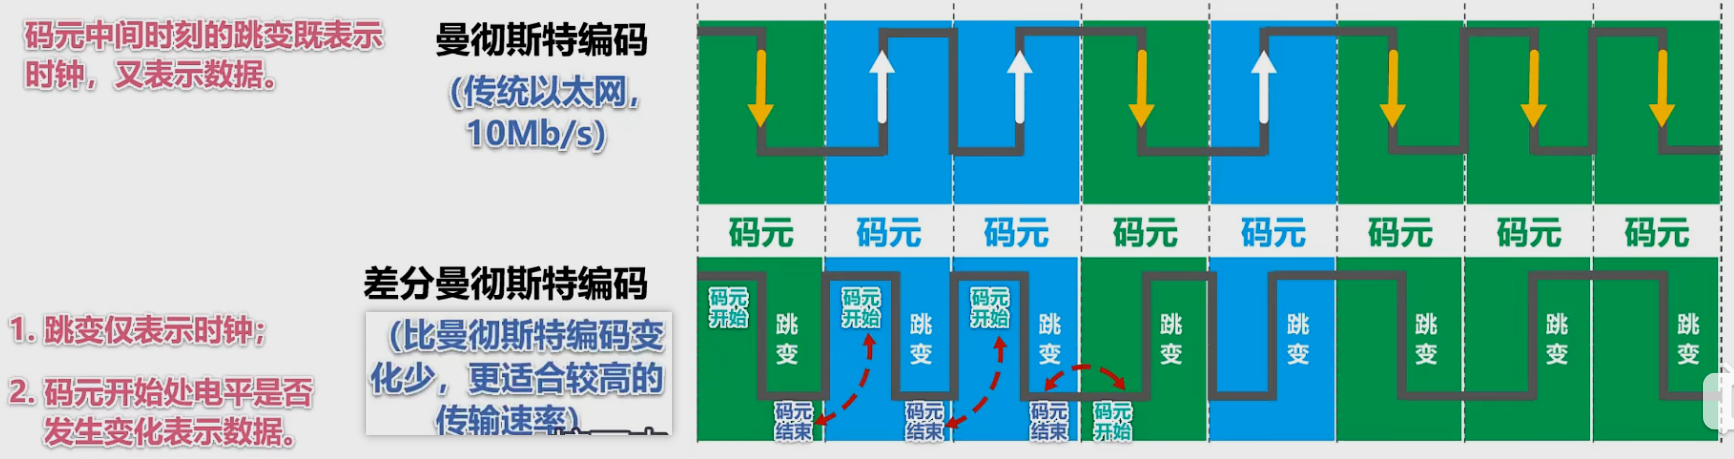 码元中间时刻的跳变既表示
时钟，又表示数据。
曼彻斯特编码
（传统以太网，
10Mb/s）
码元 码元 码元 码元 码元 码元 码元 码元
差分曼彻斯特编码
（比曼彻斯特编码变
化少，更适合较高的
传输速率）
1. 跳变仅表示时钟；
2. 码元开始处电平是否
发生变化表示数据。
码元
开始
跳
变
码元
结束
码元
开始
跳
变
码元
结束
码元
开始
跳
变
码元
结束
码元
开始
跳
变
跳
变
跳
变
跳
变
跳
变